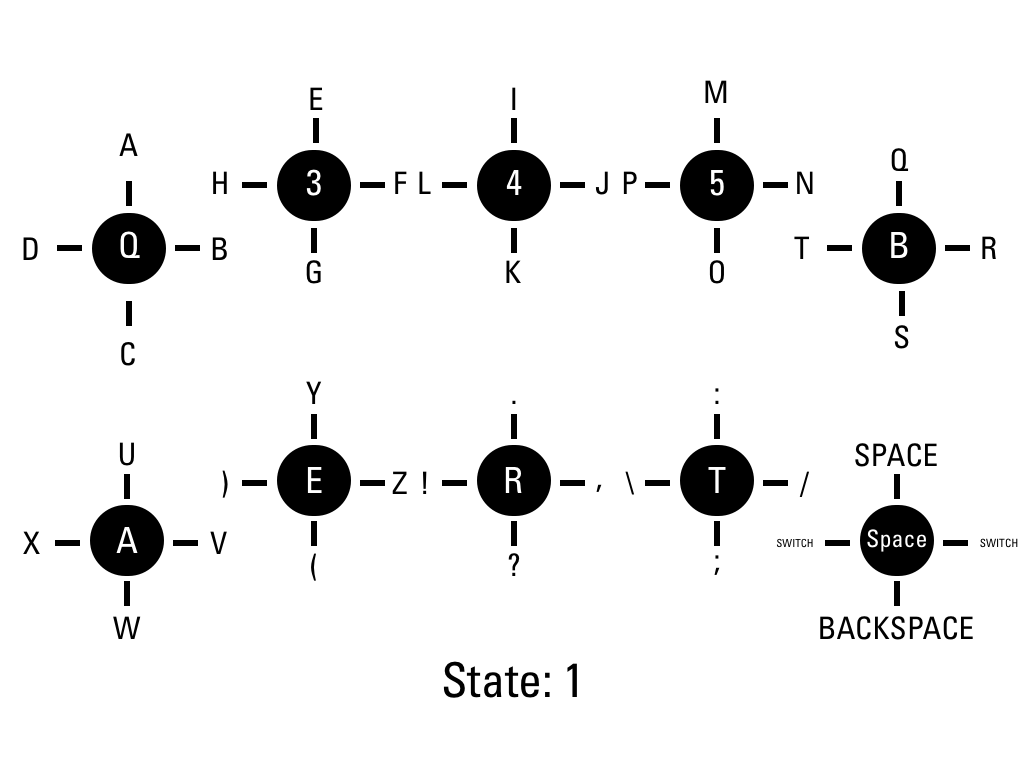 E I M
A Q
H 3 F L 4 J P 5 N
D Q B T B R
G K O
C S
Y . :
U SPACE
) E Z ! R , \ T / 
X A V SWITCH Space SWITCH
( ? ;
W BACKSPACE
State: 1